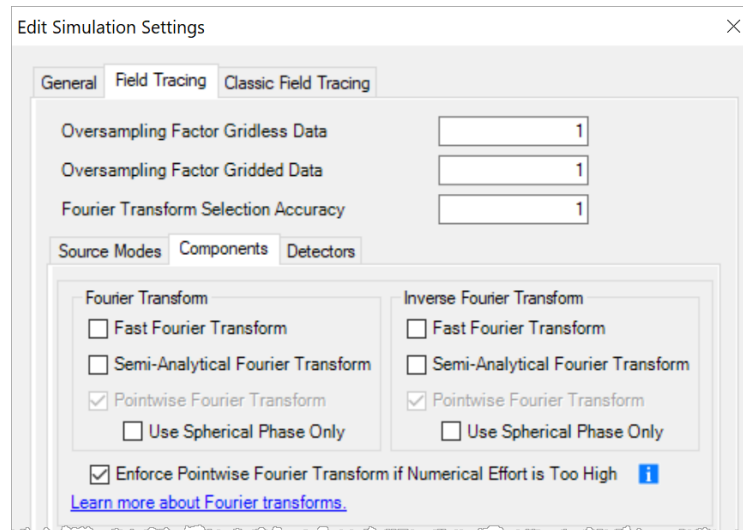 Edit Simulation Settings
General Field Tracing Classic Field Tracing
Oversampling Factor Gridless Data 1
Oversampling Factor Gridded Data 1
Fourier Transform Selection Accuracy 1
Source Modes Components Detectors
Fourier Transform Inverse Fourier Transform
Fast Fourier Transform Fast Fourier Transform
Semi-Analytical Fourier Transform Semi-Analytical Fourier Transform
Pointwise Fourier Transform Pointwise Fourier Transform
Use Spherical Phase Only Use Spherical Phase Only
Enforce Pointwise Fourier Transform if Numerical Effort is Too High i
Learn more about Fourier transforms.